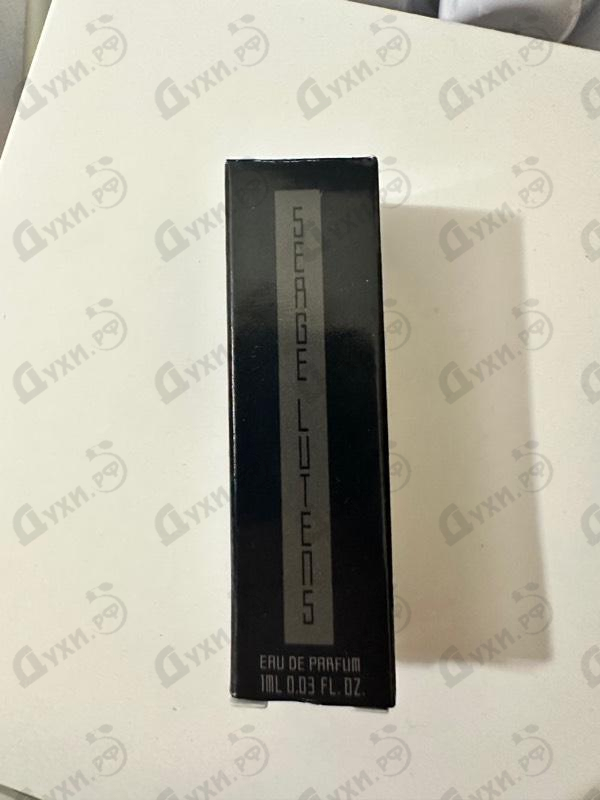 SERGE LUTENS
EAU DE PARFUM
1ML 0.03 FL. OZ.
Духи.рф